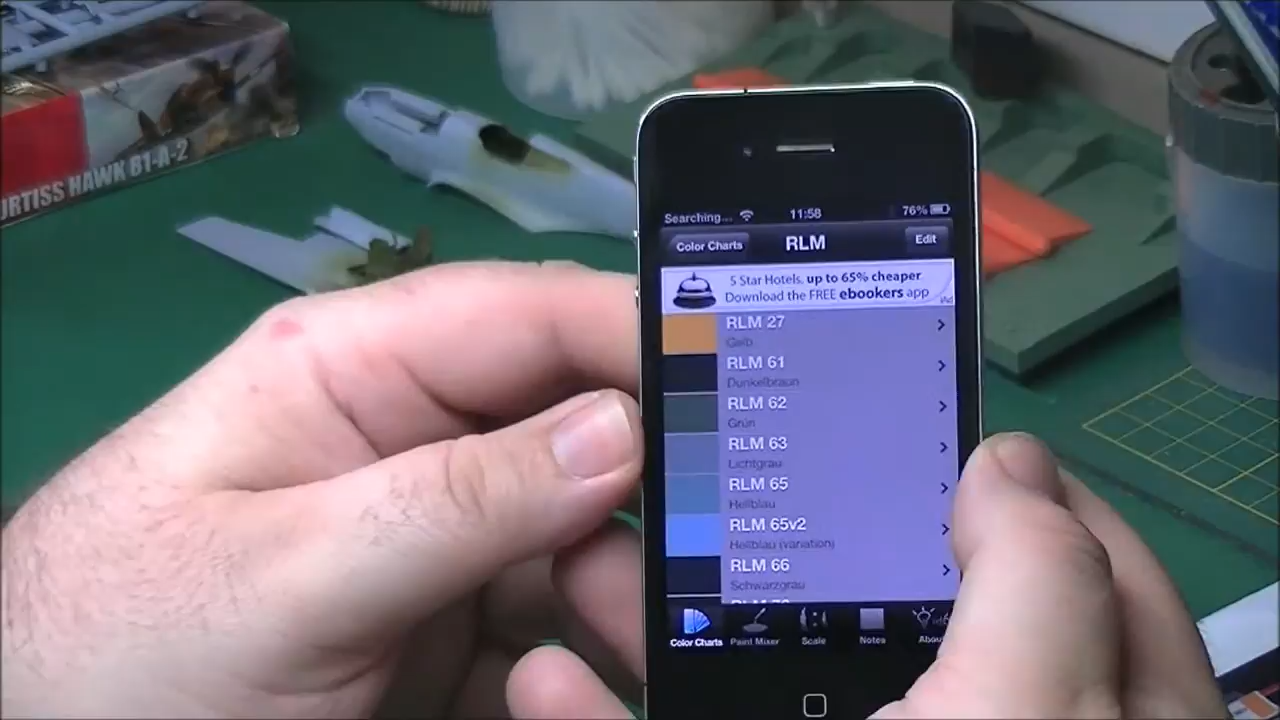 CURTISS HAWK 81-A-2
Searching... 11:58 76%
Color Charts RLM Edit
5 Star Hotels, up to 65% cheaper
Download the FREE ebookers app
iAd
RLM 27
Gelb
RLM 61
Dunkelbraun
RLM 62
Grün
RLM 63
Lichtgrau
RLM 65
Hellblau
RLM 65v2
Hellblau (variation)
RLM 66
Schwarzgrau
Color Charts Paint Mixer Scale Notes About